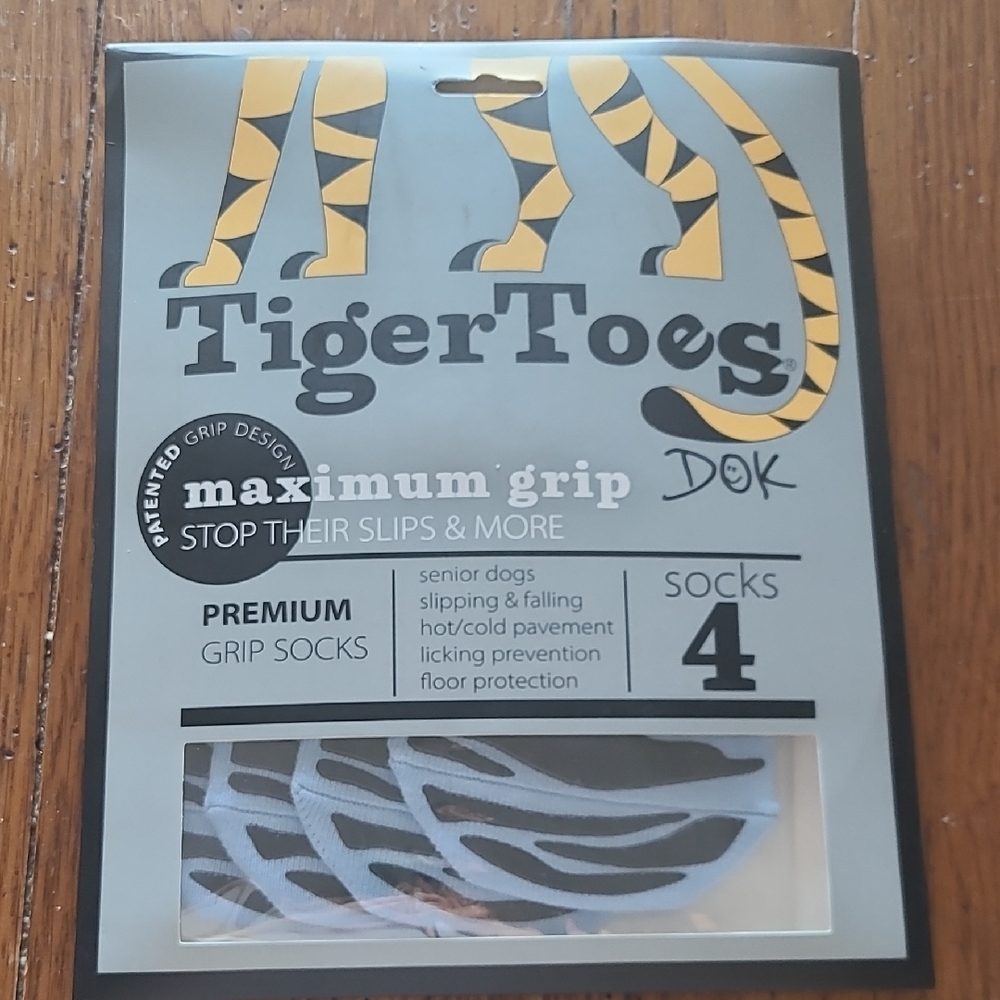 TigerToes®
DOK
PATENTED GRIP DESIGN
maximum grip
STOP THEIR SLIPS & MORE
PREMIUM
GRIP SOCKS
senior dogs
slipping & falling
hot/cold pavement
licking prevention
floor protection
socks
4